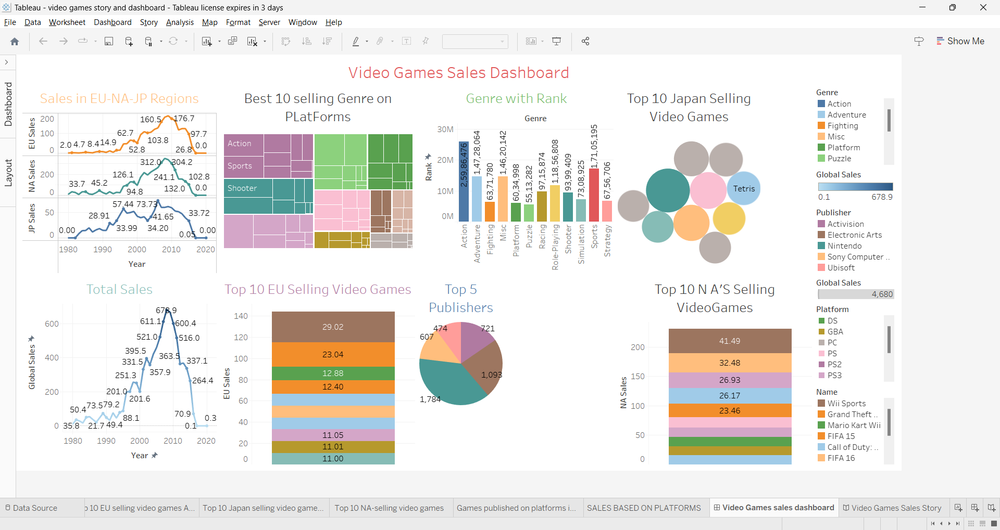 Tableau - video games story and dashboard - Tableau license expires in 3 days
File Data Worksheet Dashboard Story Analysis Map Format Server Window Help
Show Me
Dashboard
Layout
Video Games Sales Dashboard
Sales in EU-NA-JP Regions
EU Sales
200
100
0
2.0 4.7 8.4 14.9 62.7 52.8 160.5 103.8 176.7 97.7 26.8 0.0
NA Sales
200
0
33.7 45.2 126.1 94.8 312.0 241.1 304.2 132.0 102.8 0.0
JP Sales
50
0
0.00 28.91 57.44 33.99 73.73 34.20 41.65 33.72 0.05 0.00
1980 1990 2000 2010 2020
Year
Best 10 selling Genre on
PLatForms
Action
Sports
Shooter
Genre with Rank
Genre
Rank
30M
20M
10M
0M
2,59,86,476
1,47,28,064
63,71,780
1,46,20,142
60,34,998
55,13,282
97,15,874
1,18,56,808
93,99,409
73,08,925
1,71,05,195
67,56,706
Action
Adventure
Fighting
Misc
Platform
Puzzle
Racing
Role-Playing
Shooter
Simulation
Sports
Strategy
Top 10 Japan Selling
Video Games
Tetris
Total Sales
Global Sales
600
400
200
0
35.8 50.4 73.5 79.2 21.7 49.4 88.1 201.0 201.6 251.3 331.5 395.5 357.9 521.0 611.1 678.9 600.4 516.0 363.5 337.1 264.4 70.9 0.1 0.3
1980 1990 2000 2010 2020
Year
Top 10 EU Selling Video Games
EU Sales
140
120
100
80
60
40
20
0
29.02
23.04
12.88
12.40
11.05
11.01
11.00
Top 5
Publishers
474
721
607
1,093
1,784
Top 10 N A'S Selling
VideoGames
NA Sales
200
150
100
50
0
41.49
32.48
26.93
26.17
23.46
Genre
Action
Adventure
Fighting
Misc
Platform
Puzzle
Global Sales
0.1 678.9
Publisher
Activision
Electronic Arts
Nintendo
Sony Computer ..
Ubisoft
Global Sales
4,680
Platform
DS
GBA
PC
PS
PS2
PS3
Name
Wii Sports
Grand Theft ..
Mario Kart Wii
FIFA 15
Call of Duty: ..
FIFA 16
Data Source
10 EU selling video games A...
Top 10 Japan selling video game...
Top 10 NA-selling video games
Games published on platforms i...
SALES BASED ON PLATFORMS
Video Games sales dashboard
Video Games Sales Story